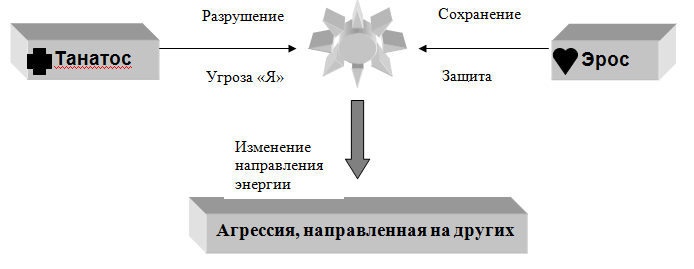 Разрушение
Сохранение
Танатос
Эрос
Угроза «Я»
Защита
Изменение
направления
энергии
Агрессия, направленная на других